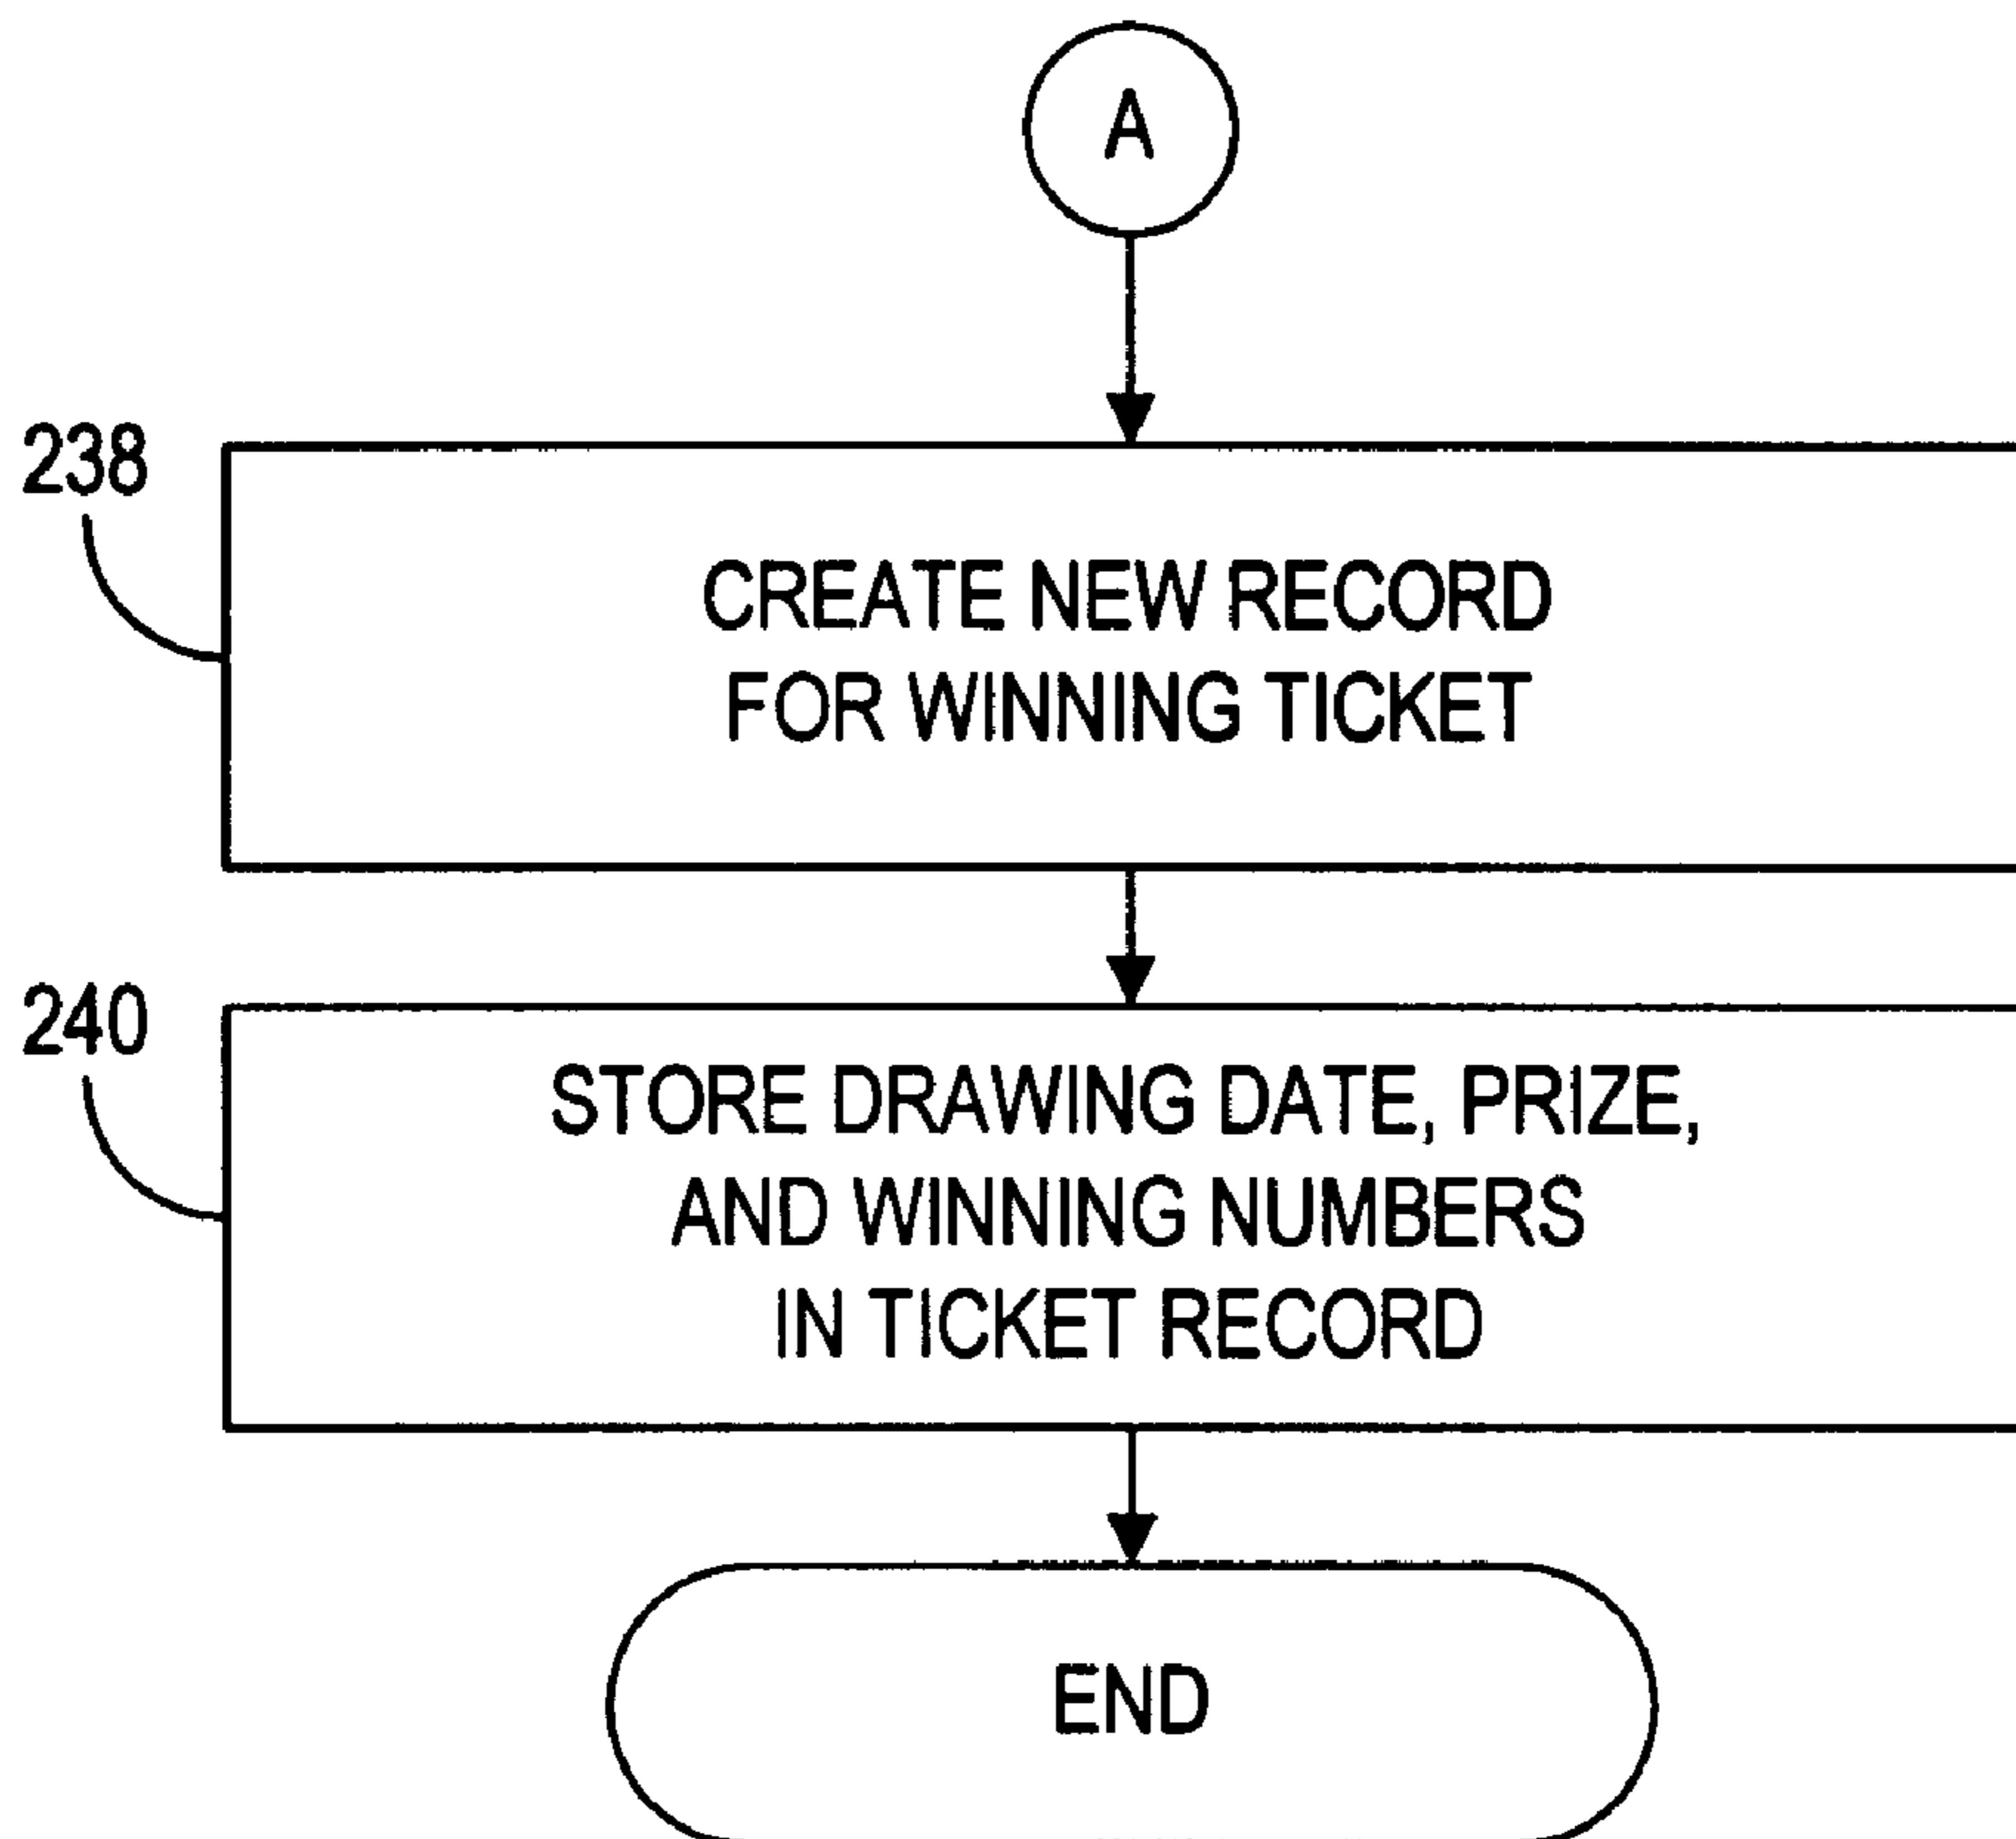 A
238
CREATE NEW RECORD
FOR WINNING TICKET
240
STORE DRAWING DATE, PRIZE,
AND WINNING NUMBERS
IN TICKET RECORD
END